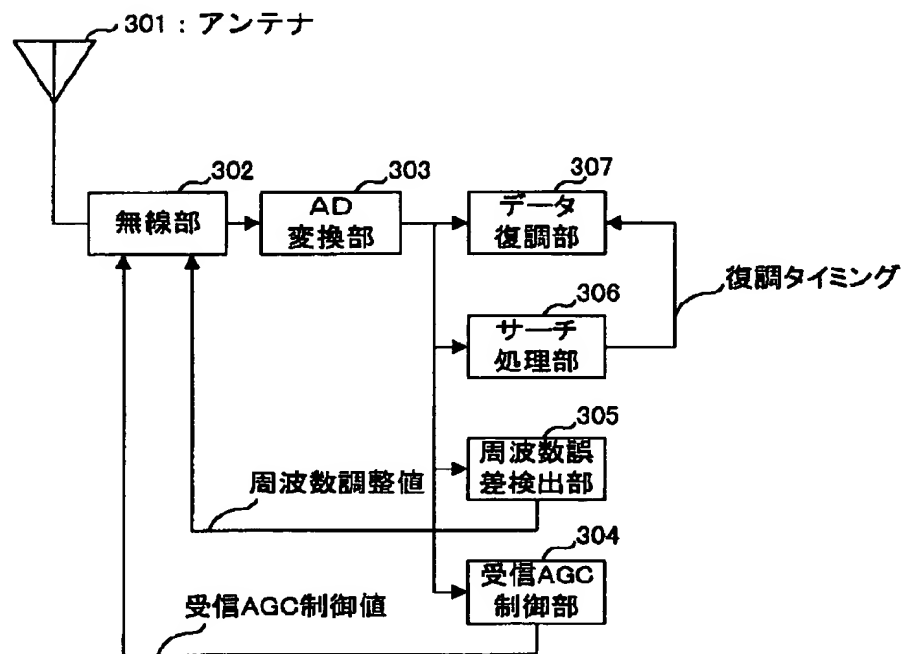 301：アンテナ
302
無線部
303
AD
変換部
307
データ
復調部
復調タイミング
306
サーチ
処理部
305
周波数誤
差検出部
周波数調整値
304
受信AGC
制御部
受信AGC制御値